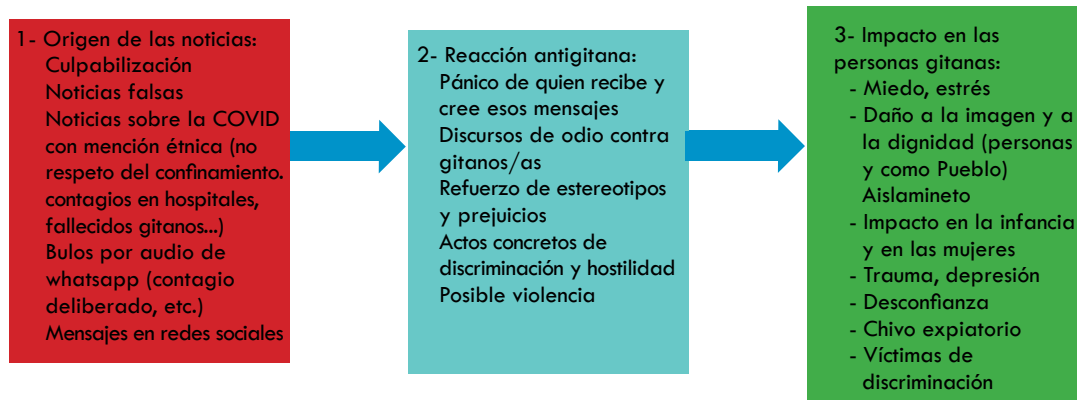 1- Origen de las noticias:
Culpabilización
Noticias falsas
Noticias sobre la COVID
con mención étnica (no
respeto del confinamiento.
contagios en hospitales,
fallecidos gitanos...)
Bulos por audio de
whatsapp (contagio
deliberado, etc.)
Mensajes en redes sociales
2- Reacción antigitana:
Pánico de quien recibe y
cree esos mensajes
Discursos de odio contra
gitanos/as
Refuerzo de estereotipos
y prejuicios
Actos concretos de
discriminación y hostilidad
Posible violencia
3- Impacto en las
personas gitanas:
- Miedo, estrés
- Daño a la imagen y a
la dignidad (personas
y como Pueblo)
Aislamineto
- Impacto en la infancia
y en las mujeres
- Trauma, depresión
- Desconfianza
- Chivo expiatorio
- Víctimas de
discriminación